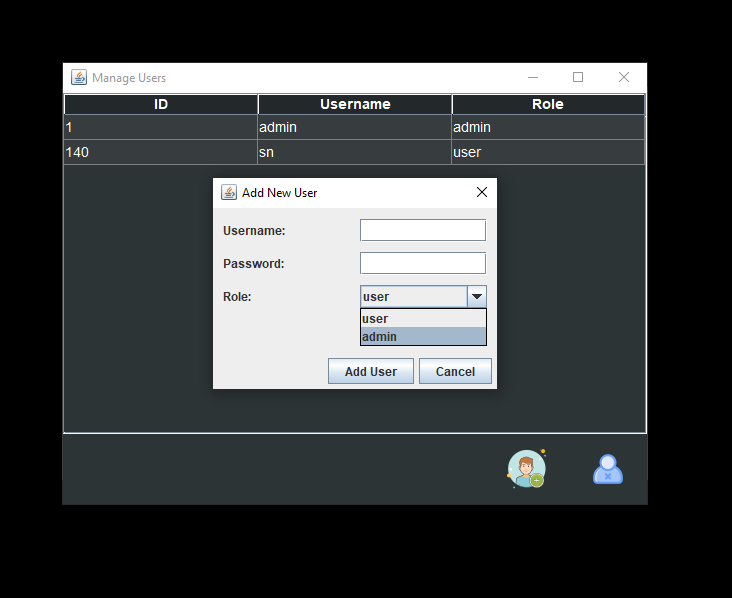 Manage Users
ID Username Role
1 admin admin
140 sn user
Add New User
Username:
Password:
Role: user
user
admin
Add User Cancel